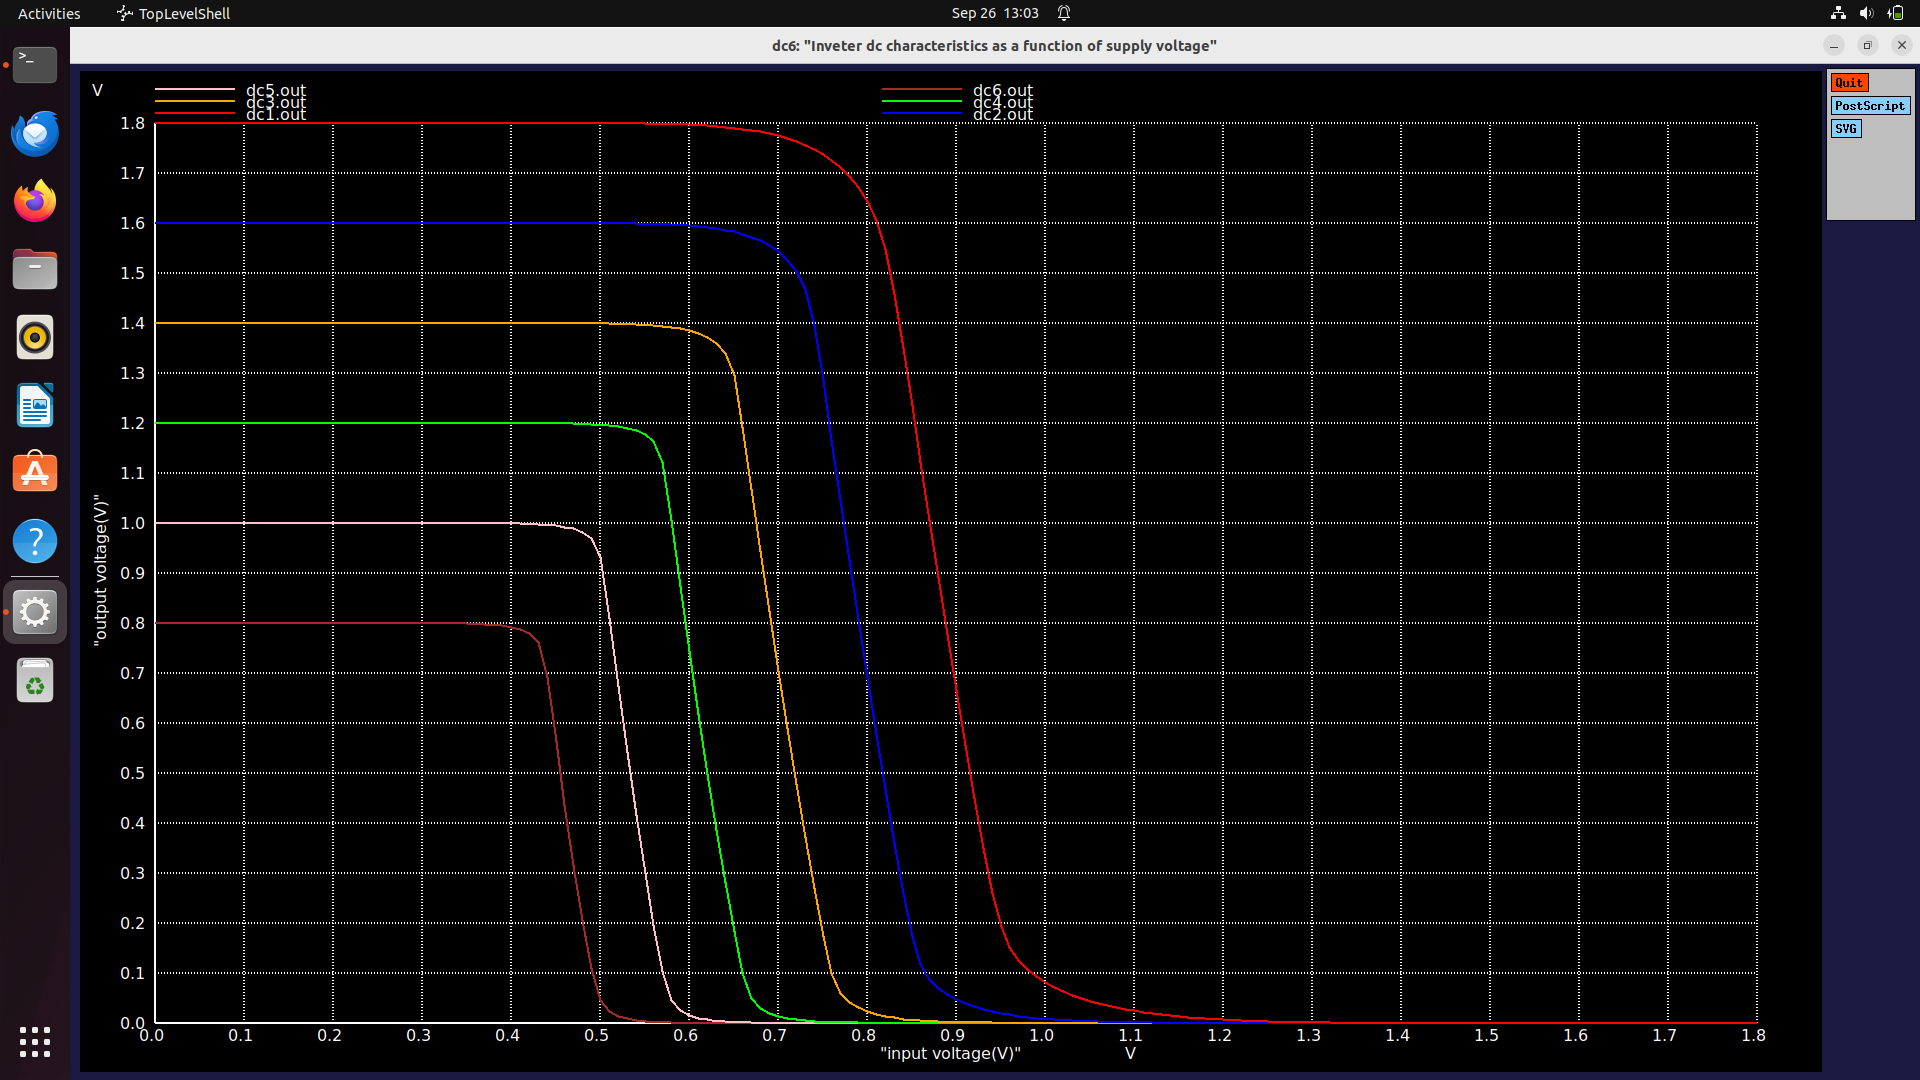 Activities TopLevelShell Sep 26 13:03
dc6: "Inveter dc characteristics as a function of supply voltage"
Quit
PostScript
SVG
V
dc5.out dc6.out
dc3.out dc4.out
dc1.out dc2.out
1.8
1.7
1.6
1.5
1.4
1.3
1.2
1.1
1.0
0.9
0.8
0.7
0.6
0.5
0.4
0.3
0.2
0.1
0.0
"output voltage(V)"
0.0 0.1 0.2 0.3 0.4 0.5 0.6 0.7 0.8 0.9 1.0 1.1 1.2 1.3 1.4 1.5 1.6 1.7 1.8
"input voltage(V)" V